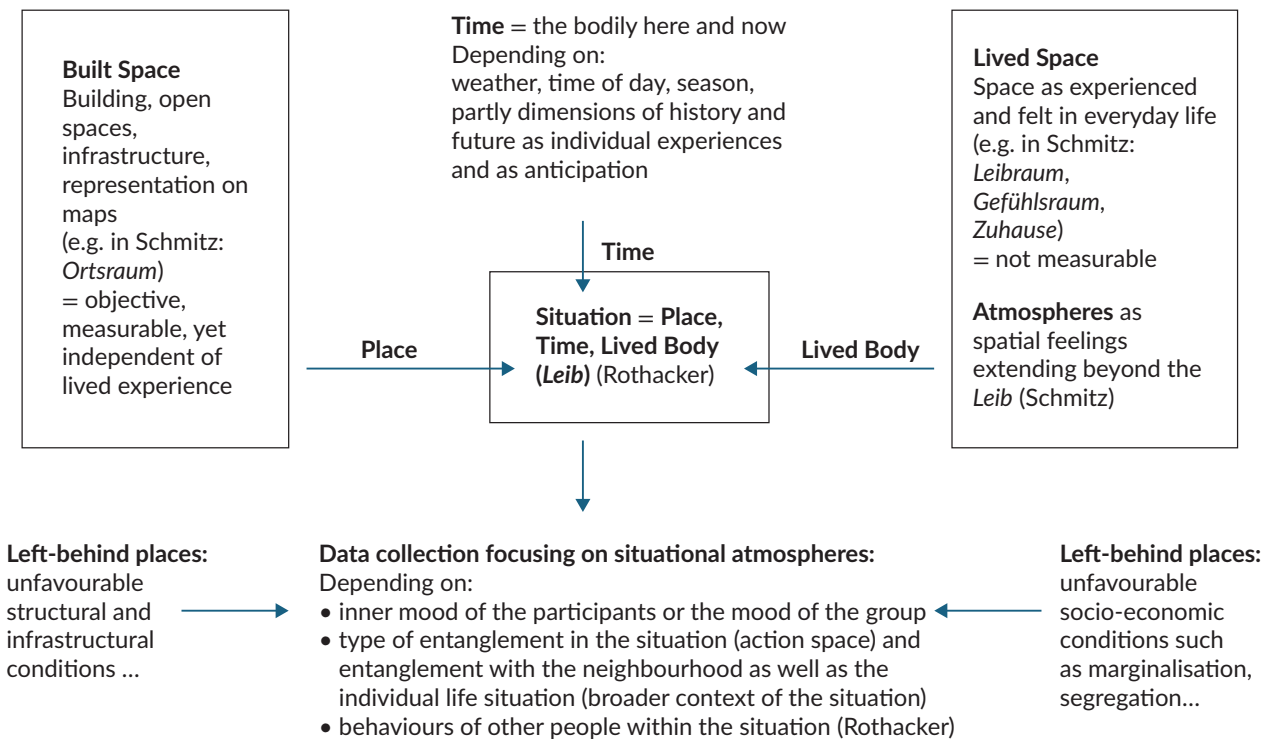 Built Space
Building, open
spaces,
infrastructure,
representation on
maps
(e.g. in Schmitz:
Ortsraum)
= objective,
measurable, yet
independent of
lived experience
Time = the bodily here and now
Depending on:
weather, time of day, season,
partly dimensions of history and
future as individual experiences
and as anticipation
Lived Space
Space as experienced
and felt in everyday life
(e.g. in Schmitz:
Leibraum,
Gefühlsraum,
Zuhause)
= not measurable
Atmospheres as
spatial feelings
extending beyond the
Leib (Schmitz)
Time
Place
Situation = Place,
Time, Lived Body
(Leib) (Rothacker)
Lived Body
Left-behind places:
unfavourable
structural and
infrastructural
conditions ...
Data collection focusing on situational atmospheres:
Depending on:
• inner mood of the participants or the mood of the group
• type of entanglement in the situation (action space) and
entanglement with the neighbourhood as well as the
individual life situation (broader context of the situation)
• behaviours of other people within the situation (Rothacker)
Left-behind places:
unfavourable
socio-economic
conditions such
as marginalisation,
segregation...